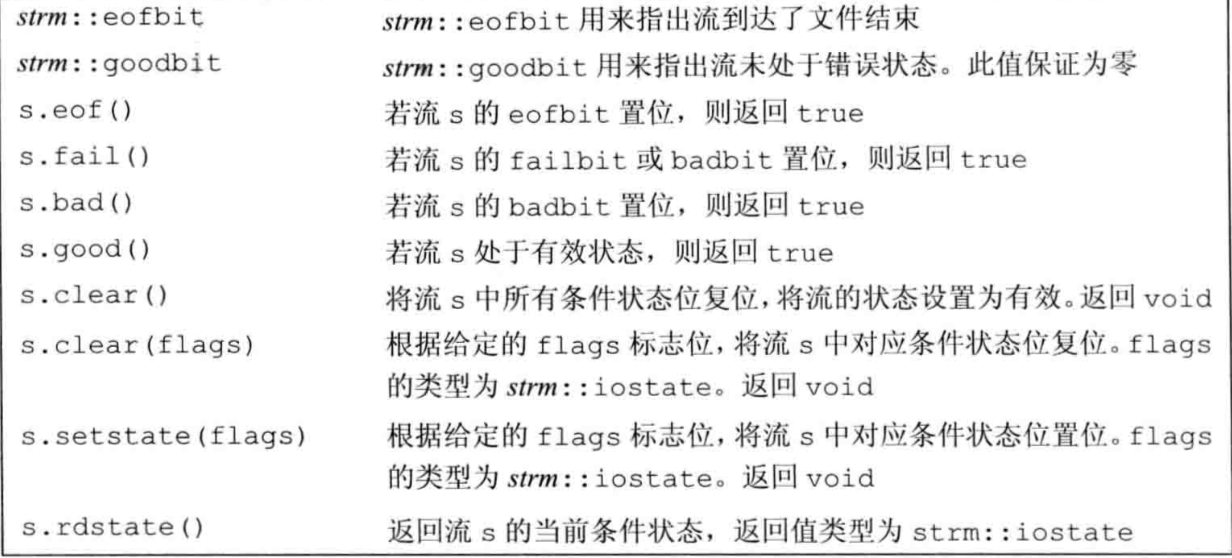 strm::eofbit strm::eofbit 用来指出流到达了文件结束
strm::goodbit strm::goodbit 用来指出流未处于错误状态。此值保证为零
s.eof() 若流 s 的 eofbit 置位，则返回 true
s.fail() 若流 s 的 failbit 或 badbit 置位，则返回 true
s.bad() 若流 s 的 badbit 置位，则返回 true
s.good() 若流 s 处于有效状态，则返回 true
s.clear() 将流 s 中所有条件状态位复位，将流的状态设置为有效。返回 void
s.clear(flags) 根据给定的 flags 标志位，将流 s 中对应条件状态位复位。flags
的类型为 strm::iostate。返回 void
s.setstate(flags) 根据给定的 flags 标志位，将流 s 中对应条件状态位置位。flags
的类型为 strm::iostate。返回 void
s.rdstate() 返回流 s 的当前条件状态，返回值类型为 strm::iostate